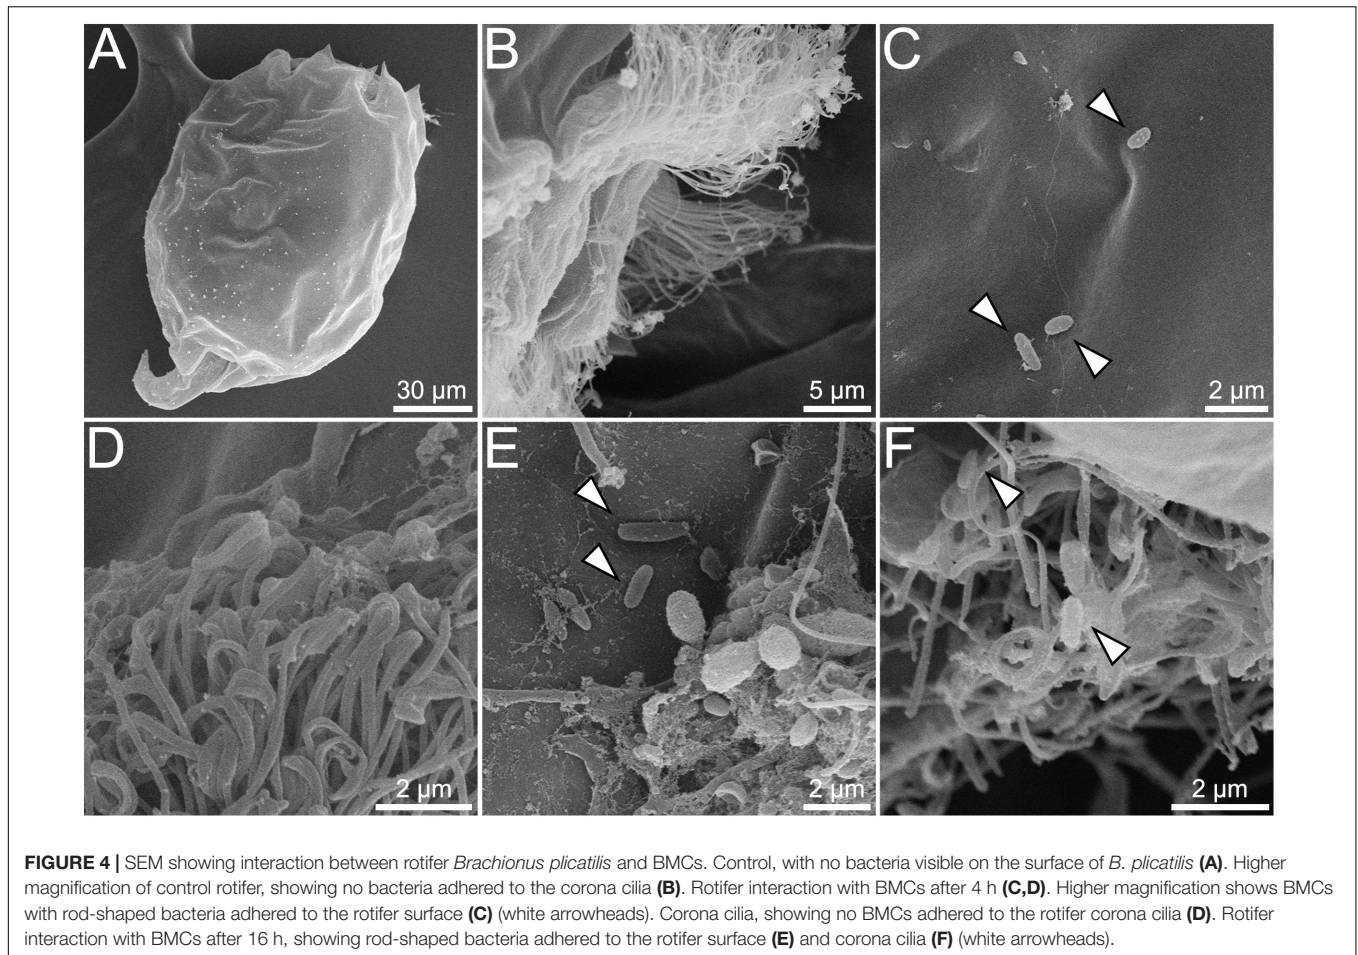 A
B
C
30 μm
5 μm
2 μm
D
E
F
2 μm
2 μm
2 μm
FIGURE 4 | SEM showing interaction between rotifer Brachionus plicatilis and BMCs. Control, with no bacteria visible on the surface of B. plicatilis (A). Higher
magnification of control rotifer, showing no bacteria adhered to the corona cilia (B). Rotifer interaction with BMCs after 4 h (C,D). Higher magnification shows BMCs
with rod-shaped bacteria adhered to the rotifer surface (C) (white arrowheads). Corona cilia, showing no BMCs adhered to the rotifer corona cilia (D). Rotifer
interaction with BMCs after 16 h, showing rod-shaped bacteria adhered to the rotifer surface (E) and corona cilia (F) (white arrowheads).